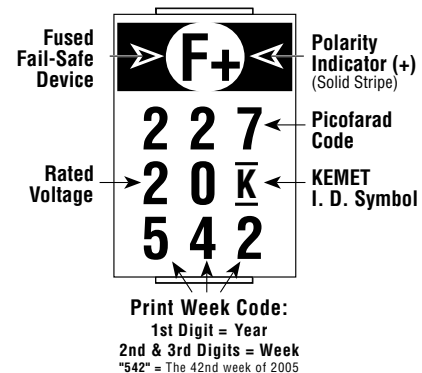 Fused
Fail-Safe
Device
F+
Polarity
Indicator (+)
(Solid Stripe)
2 2 7
Picofarad
Code
Rated
Voltage
2 0 K
KEMET
I. D. Symbol
5 4 2
Print Week Code:
1st Digit = Year
2nd & 3rd Digits = Week
"542" = The 42nd week of 2005